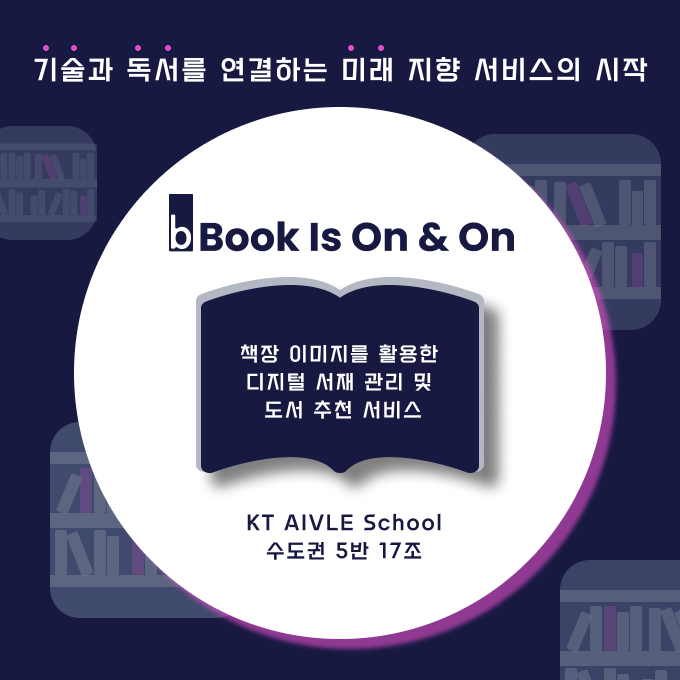 기술과 독서를 연결하는 미래 지향 서비스의 시작
b Book Is On & On
책장 이미지를 활용한
디지털 서재 관리 및
도서 추천 서비스
KT AIVLE School
수도권 5반 17조